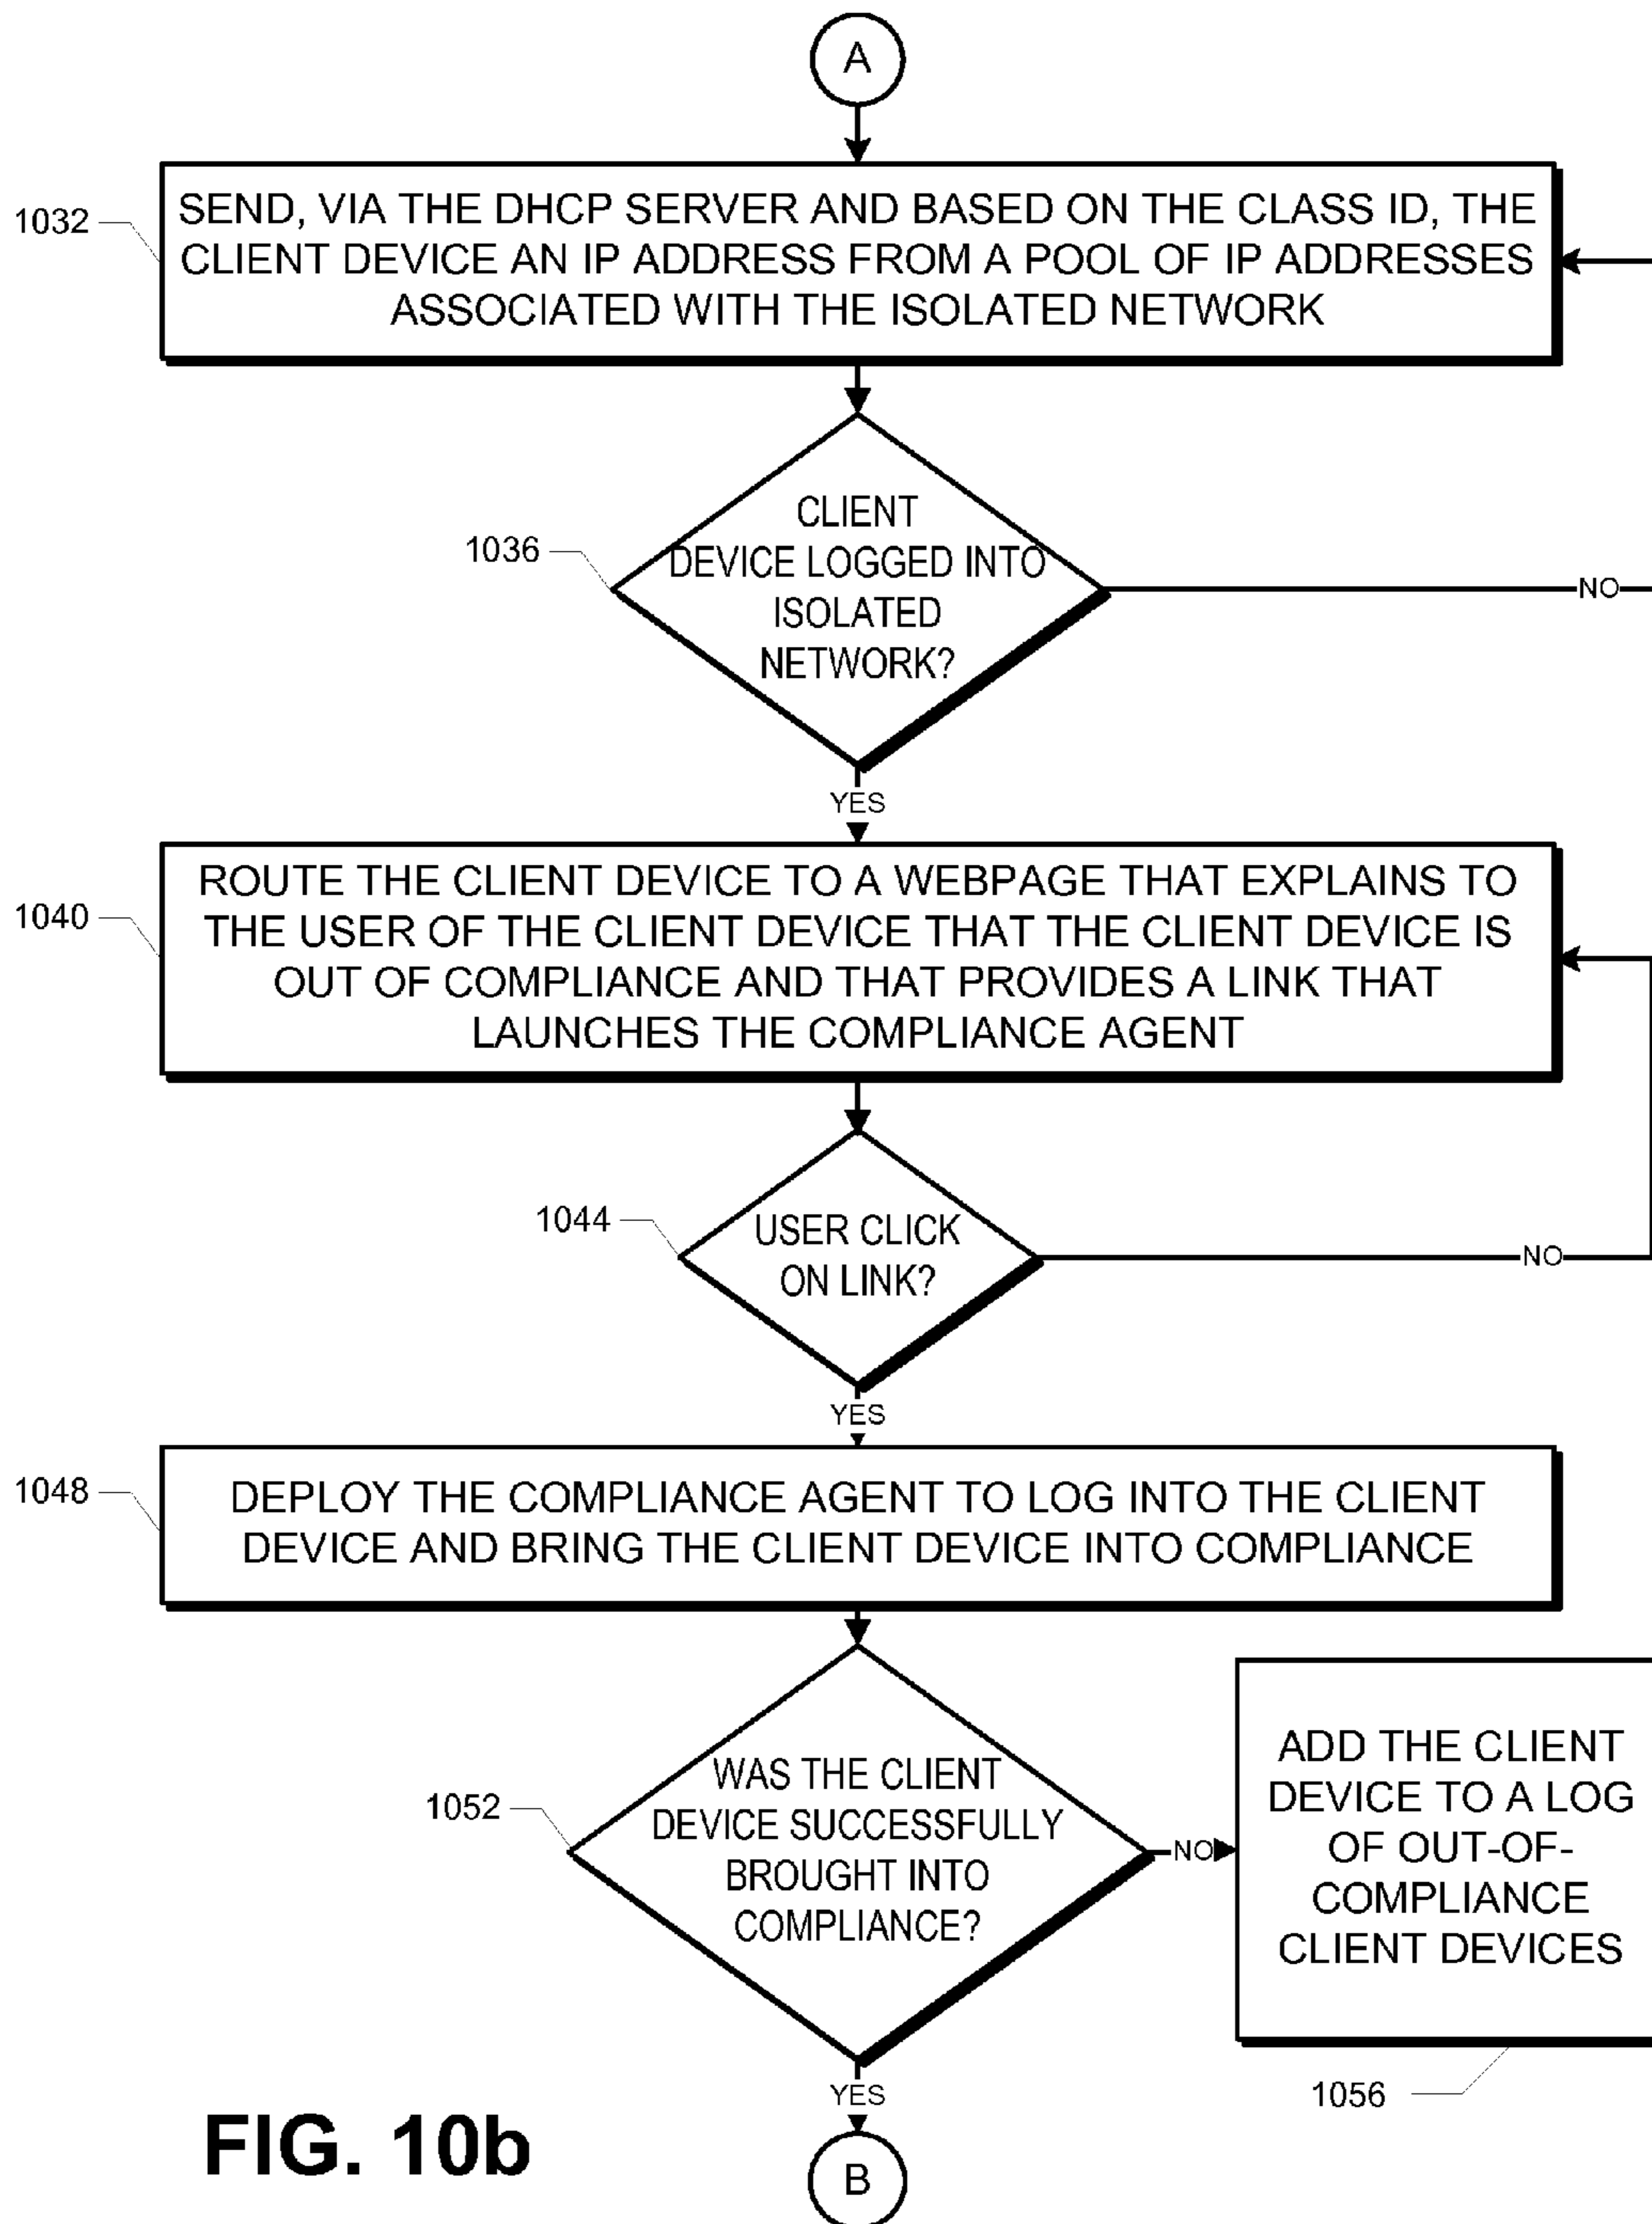 A
1032
SEND, VIA THE DHCP SERVER AND BASED ON THE CLASS ID, THE
CLIENT DEVICE AN IP ADDRESS FROM A POOL OF IP ADDRESSES
ASSOCIATED WITH THE ISOLATED NETWORK
1036
CLIENT
DEVICE LOGGED INTO
ISOLATED
NETWORK?
NO
YES
1040
ROUTE THE CLIENT DEVICE TO A WEBPAGE THAT EXPLAINS TO
THE USER OF THE CLIENT DEVICE THAT THE CLIENT DEVICE IS
OUT OF COMPLIANCE AND THAT PROVIDES A LINK THAT
LAUNCHES THE COMPLIANCE AGENT
1044
USER CLICK
ON LINK?
NO
YES
1048
DEPLOY THE COMPLIANCE AGENT TO LOG INTO THE CLIENT
DEVICE AND BRING THE CLIENT DEVICE INTO COMPLIANCE
1052
WAS THE CLIENT
DEVICE SUCCESSFULLY
BROUGHT INTO
COMPLIANCE?
NO
ADD THE CLIENT
DEVICE TO A LOG
OF OUT-OF-
COMPLIANCE
CLIENT DEVICES
1056
YES
B
FIG. 10b